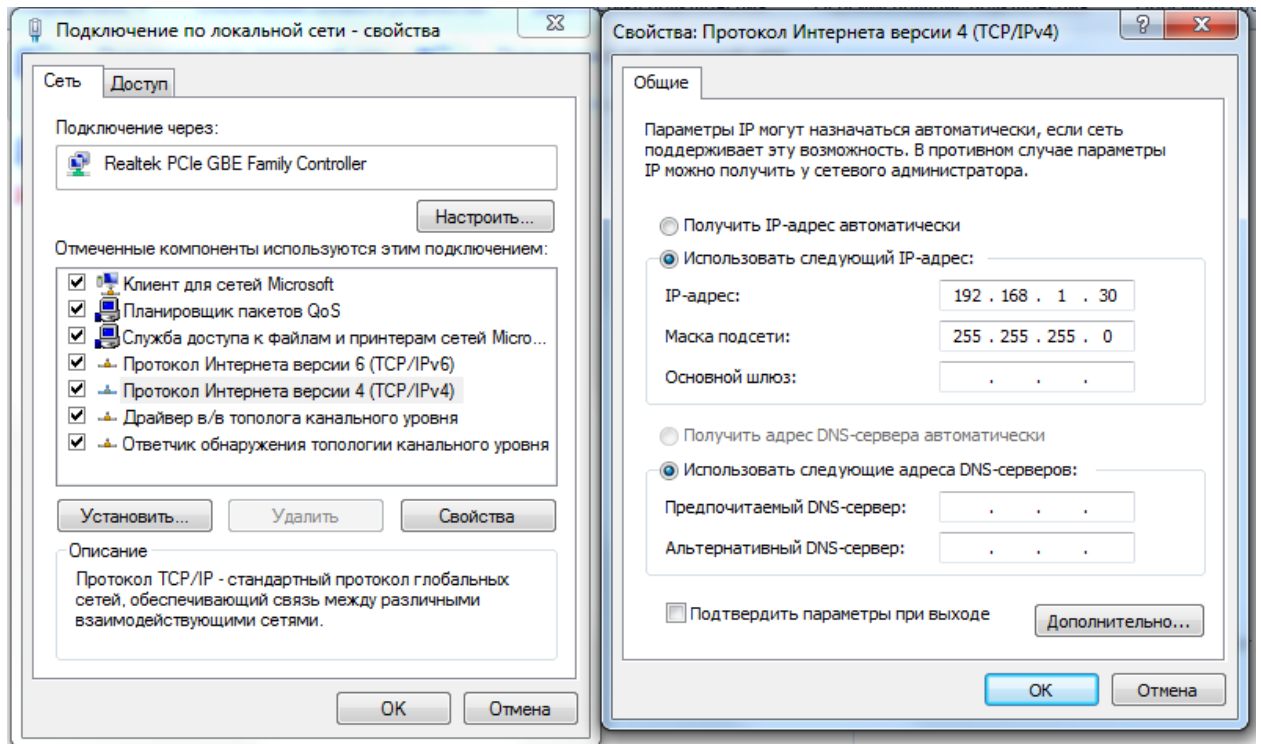 Подключение по локальной сети - свойства
Сеть
Доступ
Подключение через:
Realtek PCIe GBE Family Controller
Настроить...
Отмеченные компоненты используются этим подключением:
Клиент для сетей Microsoft
Планировщик пакетов QoS
Служба доступа к файлам и принтерам сетей Micro...
Протокол Интернета версии 6 (TCP/IPv6)
Протокол Интернета версии 4 (TCP/IPv4)
Драйвер в/в тополога канального уровня
Ответчик обнаружения топологии канального уровня
Установить...
Удалить
Свойства
Описание
Протокол TCP/IP - стандартный протокол глобальных
сетей, обеспечивающий связь между различными
взаимодействующими сетями.
OK
Отмена
Свойства: Протокол Интернета версии 4 (TCP/IPv4)
Общие
Параметры IP могут назначаться автоматически, если сеть
поддерживает эту возможность. В противном случае параметры
IP можно получить у сетевого администратора.
Получить IP-адрес автоматически
Использовать следующий IP-адрес:
IP-адрес: 192 . 168 . 1 . 30
Маска подсети: 255 . 255 . 255 . 0
Основной шлюз: . . .
Получить адрес DNS-сервера автоматически
Использовать следующие адреса DNS-серверов:
Предпочитаемый DNS-сервер: . . .
Альтернативный DNS-сервер: . . .
Подтвердить параметры при выходе
Дополнительно...
OK
Отмена